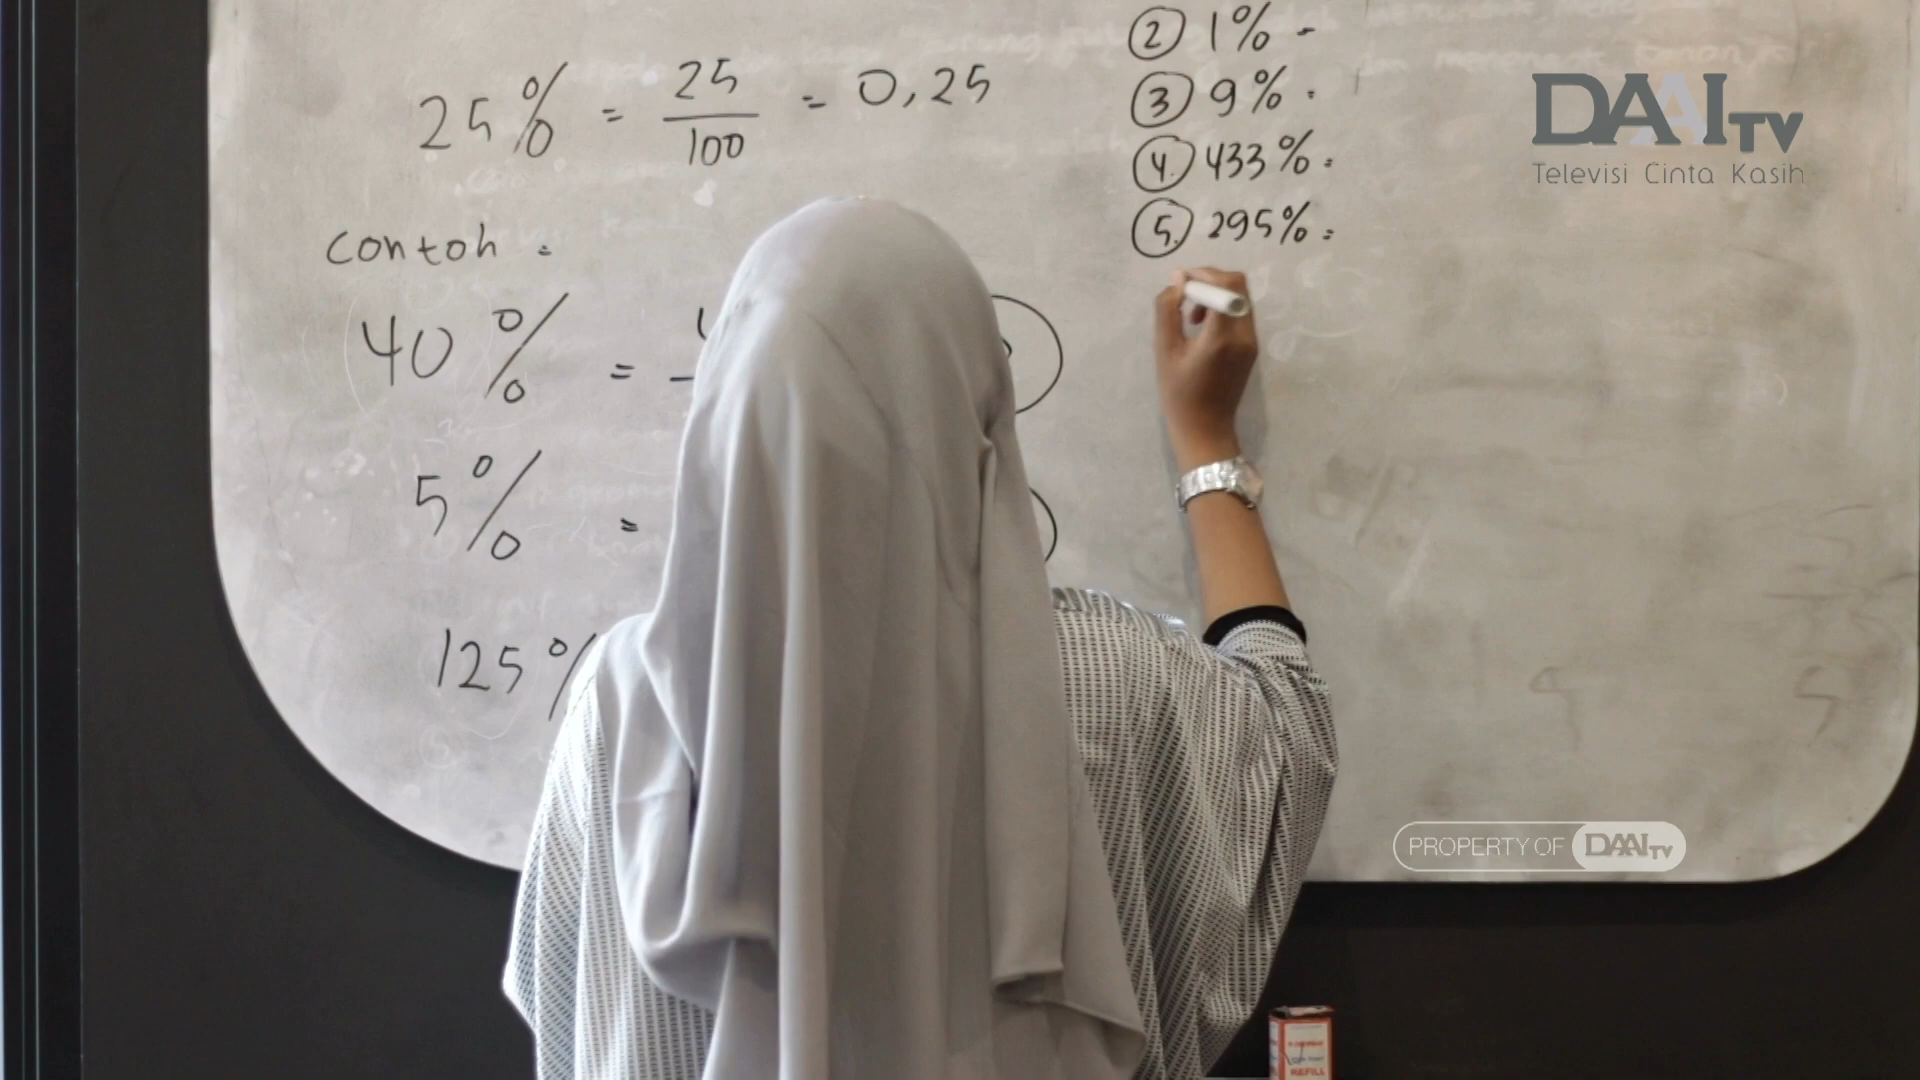 25% = 25/100 = 0,25
contoh =
40% =
5% =
125%
② 1% -
③ 9% .
④. 433% =
⑤. 295% =
DAAI TV
Televisi Cinta Kasih
PROPERTY OF DAAI TV
REFILL